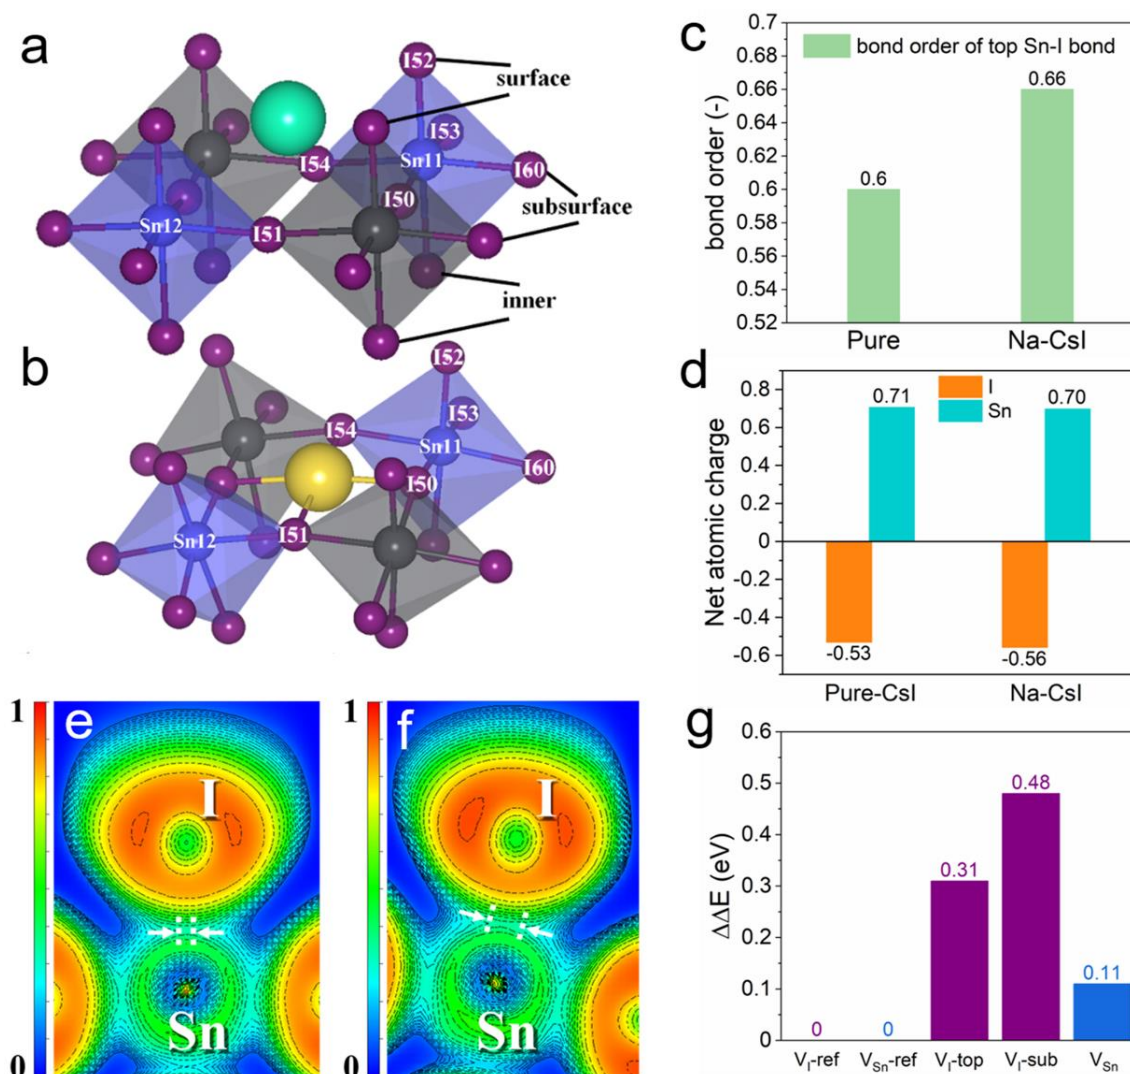 a
I52
surface
I53
I54
Sn11
I60
I50
subsurface
Sn12
I51
inner
b
I52
I53
I54
Sn11
I60
I50
I51
Sn12
c
0.7
0.68
0.66
0.64
0.62
0.6
0.58
0.56
0.54
0.52
bond order (-)
bond order of top Sn-I bond
0.66
0.6
Pure Na-CsI
d
0.8
0.6
0.4
0.2
0
-0.2
-0.4
-0.6
Net atomic charge
I
Sn
0.71
0.70
-0.53
-0.56
Pure-CsI Na-CsI
1
0
e
I
Sn
1
0
f
I
Sn
g
0.6
0.5
0.4
0.3
0.2
0.1
0
ΔΔE (eV)
0
0
0.31
0.48
0.11
VI-ref VSn-ref VI-top VI-sub VSn